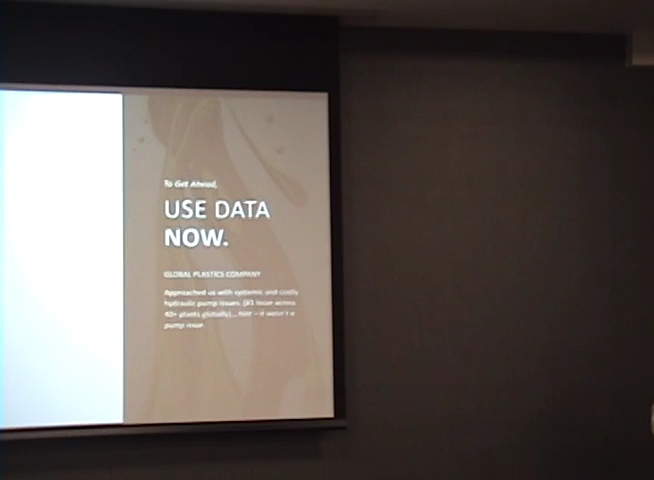 To Get Ahead,
USE DATA
NOW.
GLOBAL PLASTICS COMPANY
Approached us with systemic and costly
hydraulic pump issues. (#1 issue across
40+ plants globally)... Hint – it wasn't a
pump issue